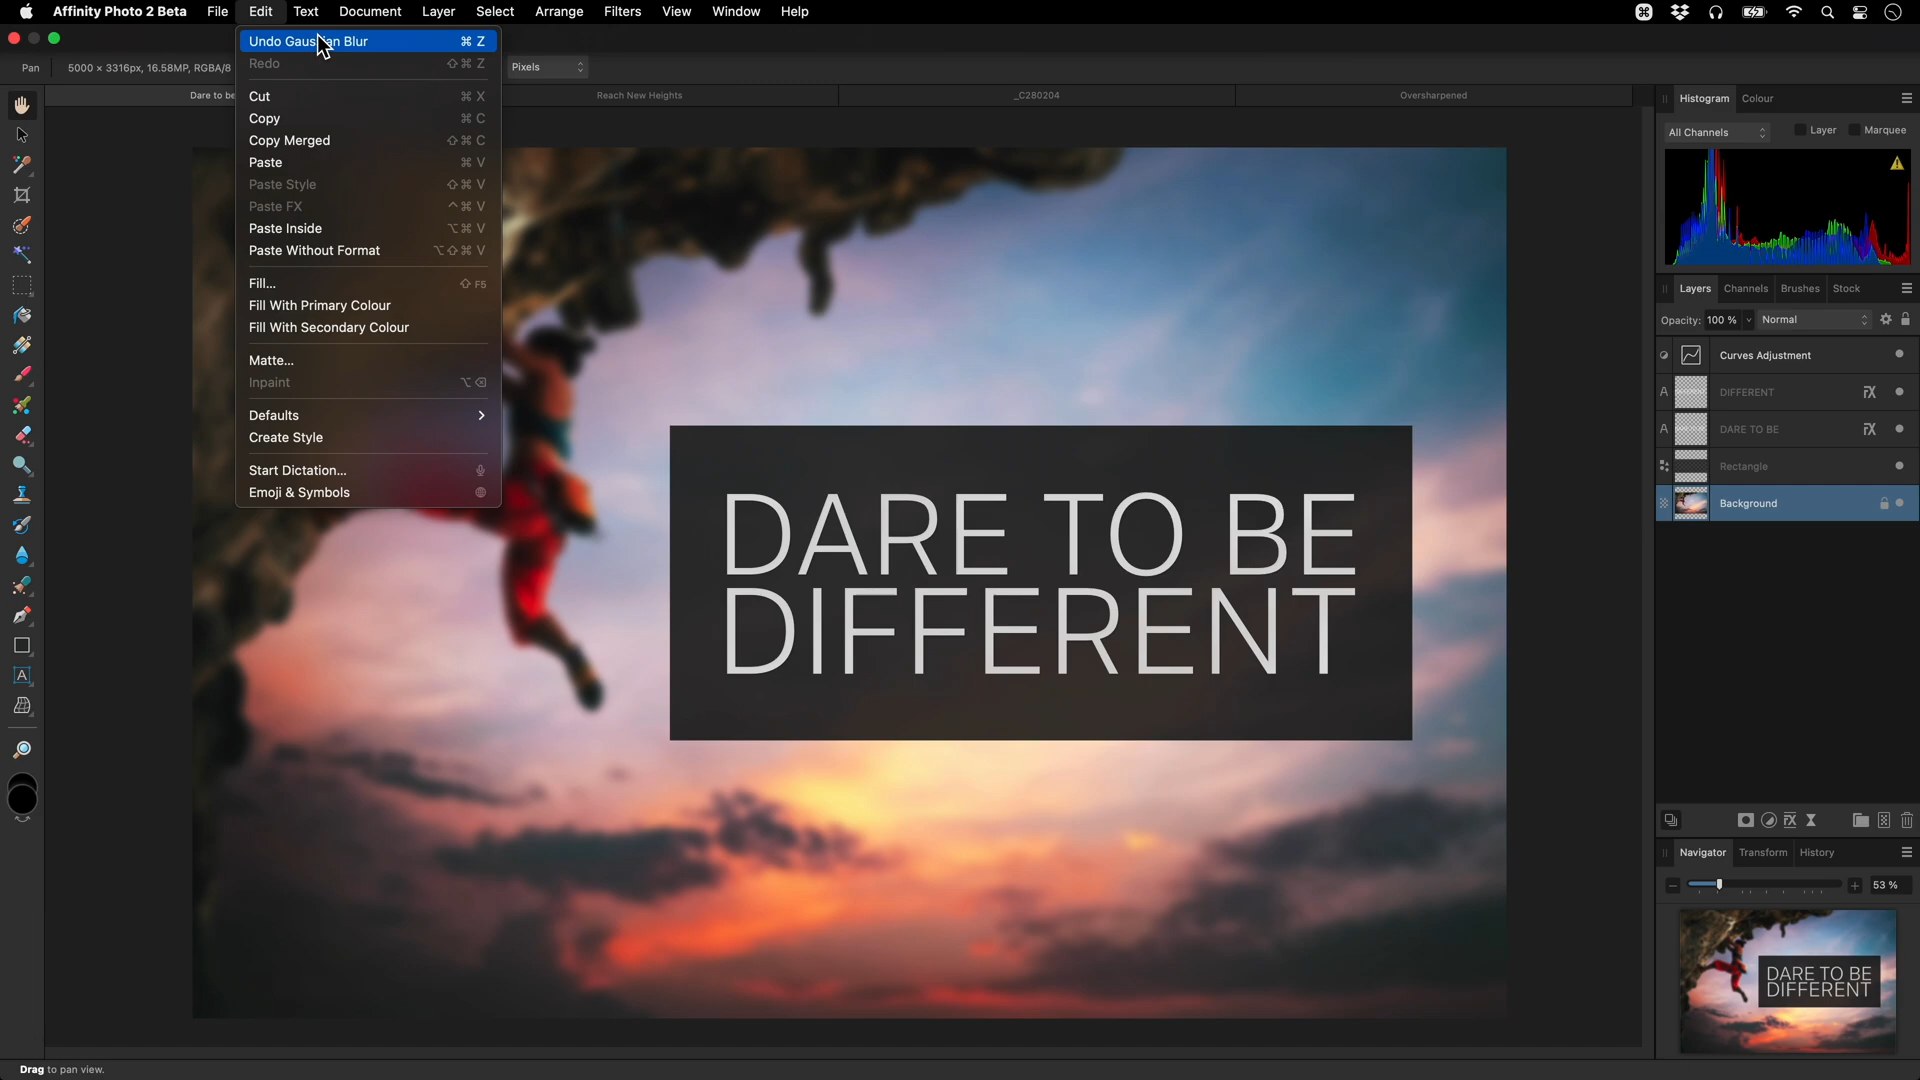 Affinity Photo 2 Beta File Edit Text Document Layer Select Arrange Filters View Window Help
Pan 5000 × 3316px, 16.58MP, RGBA/8 Pixels
Dare to be Reach New Heights _C280204 Oversharpened
Undo Gaussian Blur ⌘ Z
Redo ⇧ ⌘ Z
Cut ⌘ X
Copy ⌘ C
Copy Merged ⇧ ⌘ C
Paste ⌘ V
Paste Style ⇧ ⌘ V
Paste FX ^ ⌘ V
Paste Inside ⌥ ⌘ V
Paste Without Format ⌥ ⇧ ⌘ V
Fill... ⇧ F5
Fill With Primary Colour
Fill With Secondary Colour
Matte...
Inpaint ⌥ ⌫
Defaults
Create Style
Start Dictation...
Emoji & Symbols
DARE TO BE
DIFFERENT
Histogram Colour
All Channels Layer Marquee
Layers Channels Brushes Stock
Opacity: 100 % Normal
Curves Adjustment
A DIFFERENT FX
A DARE TO BE FX
Rectangle
Background
Navigator Transform History
53 %
DARE TO BE
DIFFERENT
Drag to pan view.